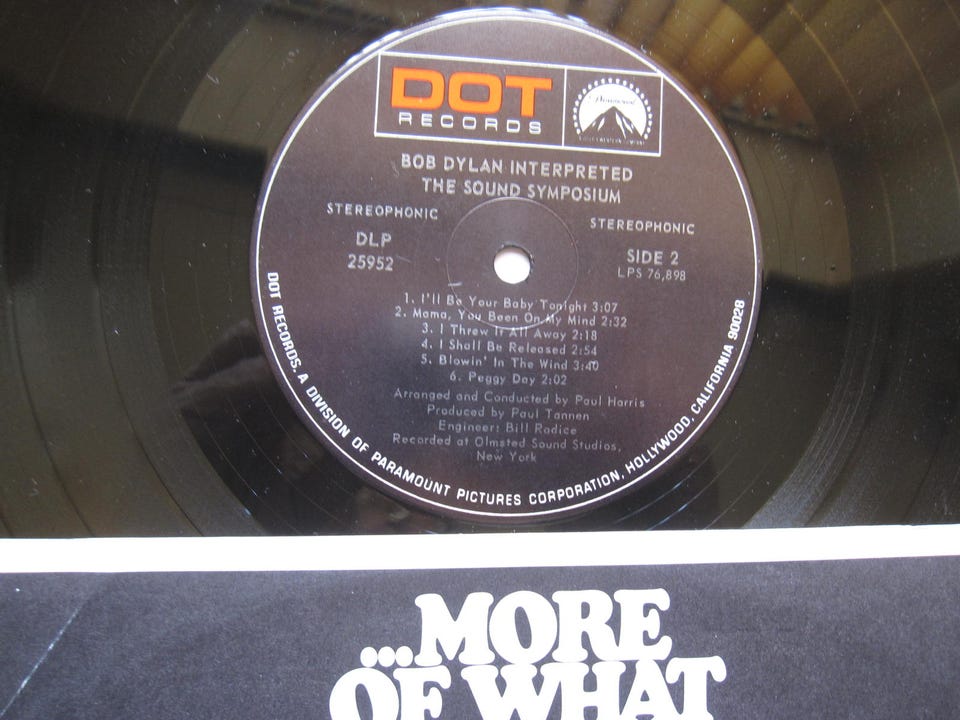 DOT
RECORDS
Paramount
BOB DYLAN INTERPRETED
THE SOUND SYMPOSIUM
STEREOPHONIC
STEREOPHONIC
DLP
25952
SIDE 2
LPS 76,898
1. I'll Be Your Baby Tonight 3:07
2. Mama, You Been On My Mind 2:32
3. I Threw It All Away 2:18
4. I Shall Be Released 2:54
5. Blowin' In The Wind 3:40
6. Peggy Day 2:02
Arranged and Conducted by Paul Harris
Produced by Paul Tannen
Engineer: Bill Radice
Recorded at Olmsted Sound Studios,
New York
DOT RECORDS, A DIVISION OF PARAMOUNT PICTURES CORPORATION, HOLLYWOOD, CALIFORNIA 90028
...MORE
OF WHAT